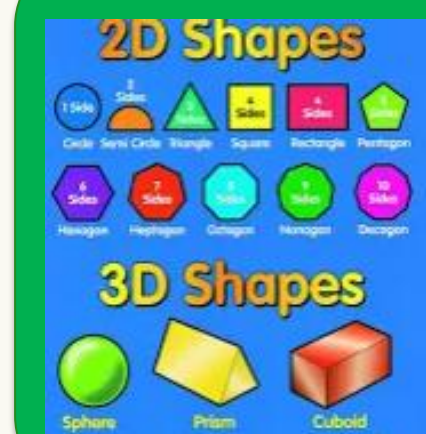 2D Shapes
1 Side
2 Sides
3 Sides
4 Sides
4 Sides
5 Sides
Circle Semi Circle Triangle Square Rectangle Pentagon
6 Sides
7 Sides
8 Sides
9 Sides
10 Sides
Hexagon Heptagon Octagon Nonagon Decagon
3D Shapes
Sphere Prism Cuboid